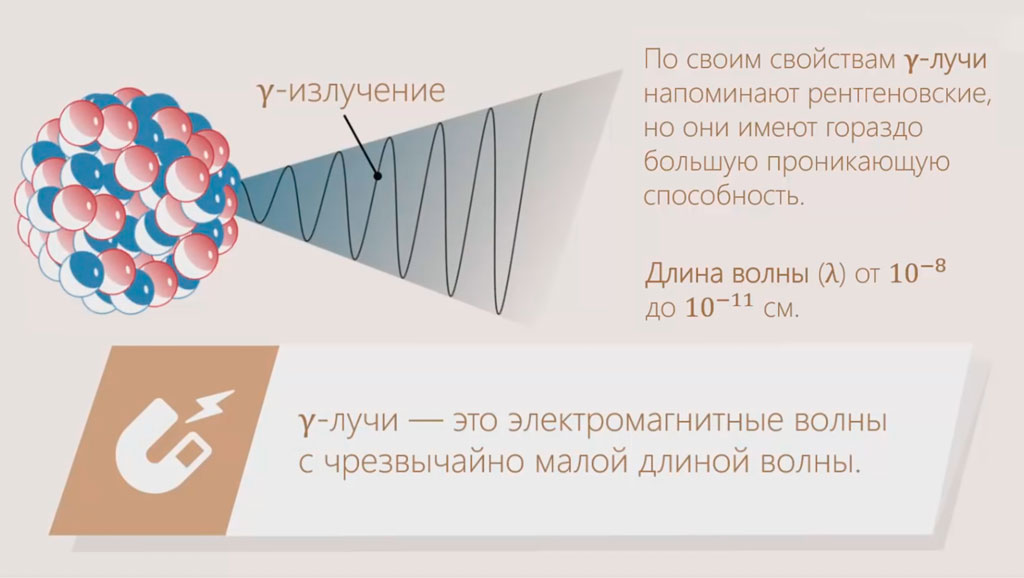 γ-излучение
По своим свойствам γ-лучи
напоминают рентгеновские,
но они имеют гораздо
большую проникающую
способность.
Длина волны (λ) от 10⁻⁸
до 10⁻¹¹ см.
γ-лучи — это электромагнитные волны
с чрезвычайно малой длиной волны.